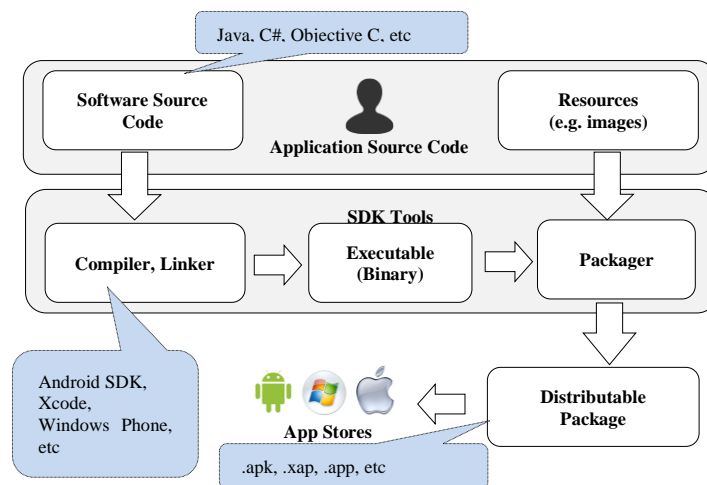 Java, C#, Objective C, etc
Software Source
Code
Resources
(e.g. images)
Application Source Code
SDK Tools
Compiler, Linker
Executable
(Binary)
Packager
Android SDK,
Xcode,
Windows Phone,
etc
App Stores
Distributable
Package
.apk, .xap, .app, etc